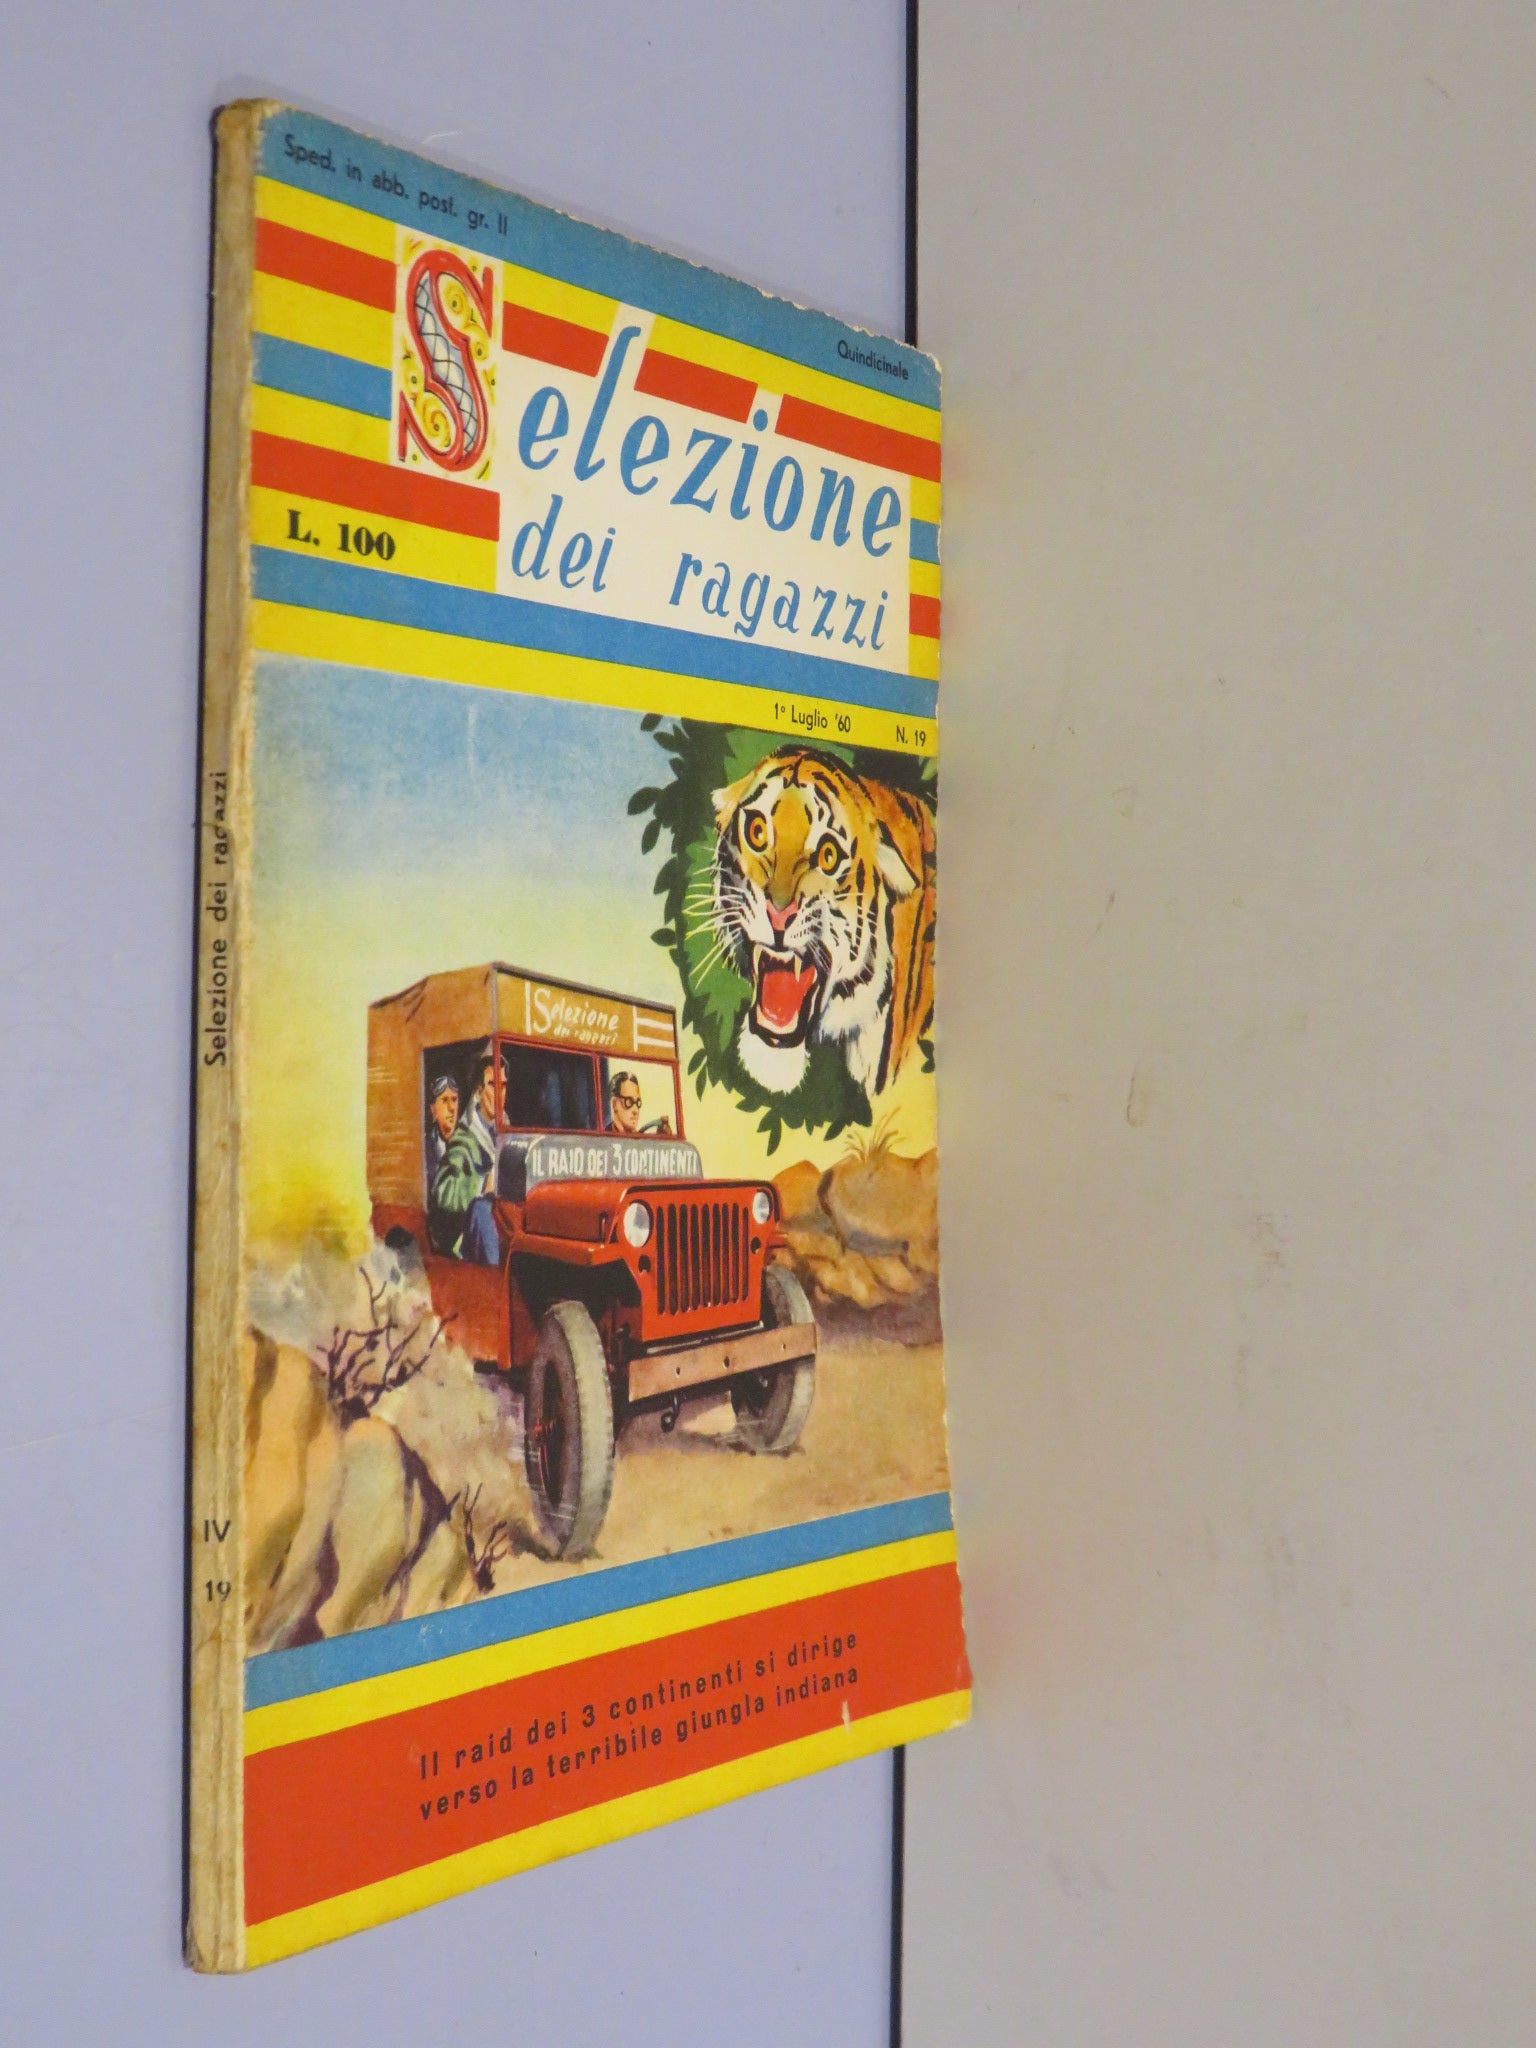 Sped. in abb. post. gr. II
Quindicinale
Selezione
dei ragazzi
L. 100
1° Luglio '60
N. 19
Selezione
dei ragazzi
IL RAID DEI 3 CONTINENTI
Il raid dei 3 continenti si dirige
verso la terribile giungla indiana
Selezione dei ragazzi
IV
19